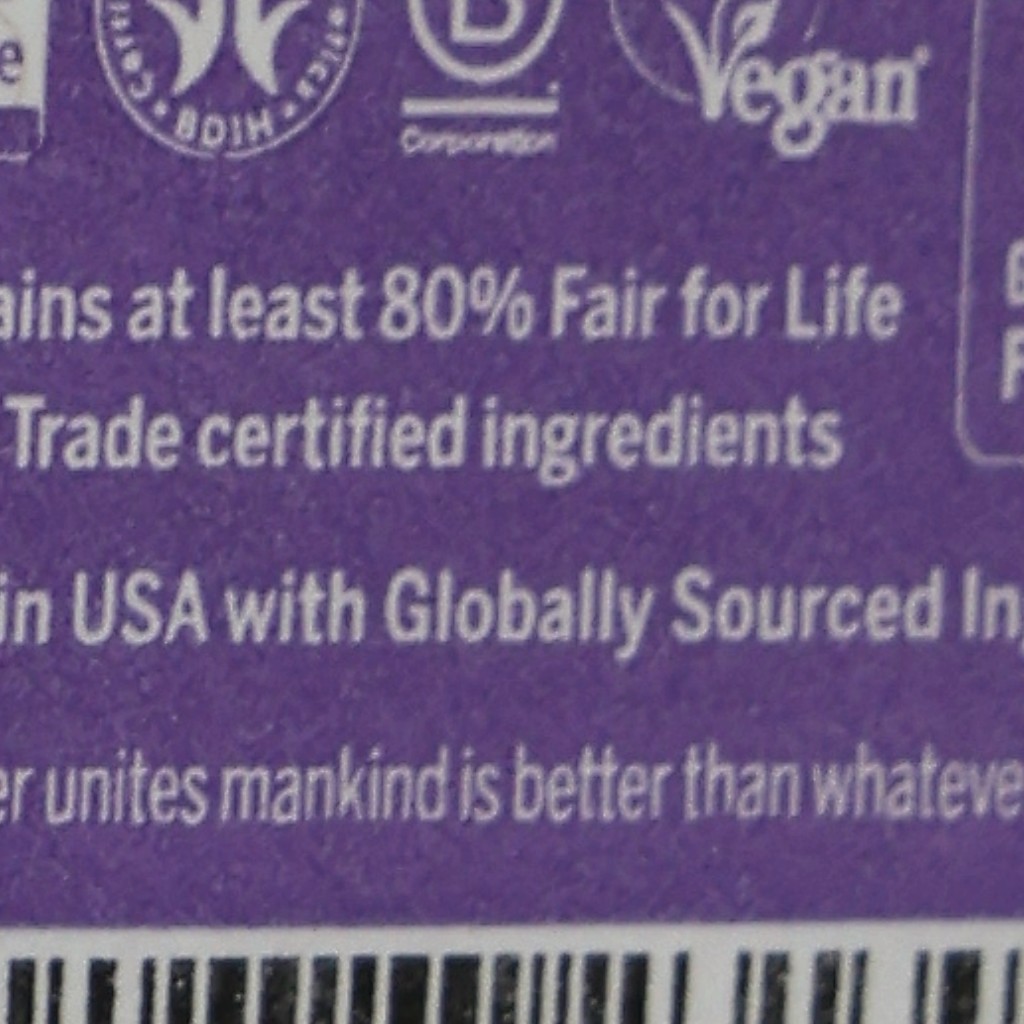 e
BDIH
B
Corporation
Vegan
ains at least 80% Fair for Life
Trade certified ingredients
in USA with Globally Sourced In
er unites mankind is better than whateve